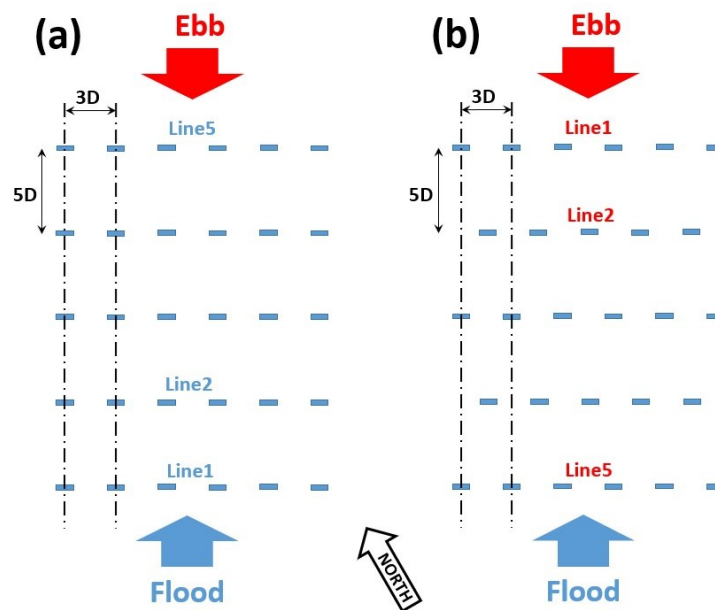 (a)
Ebb
3D
Line5
5D
Line2
Line1
Flood
(b)
Ebb
3D
Line1
5D
Line2
Line5
Flood
NORTH